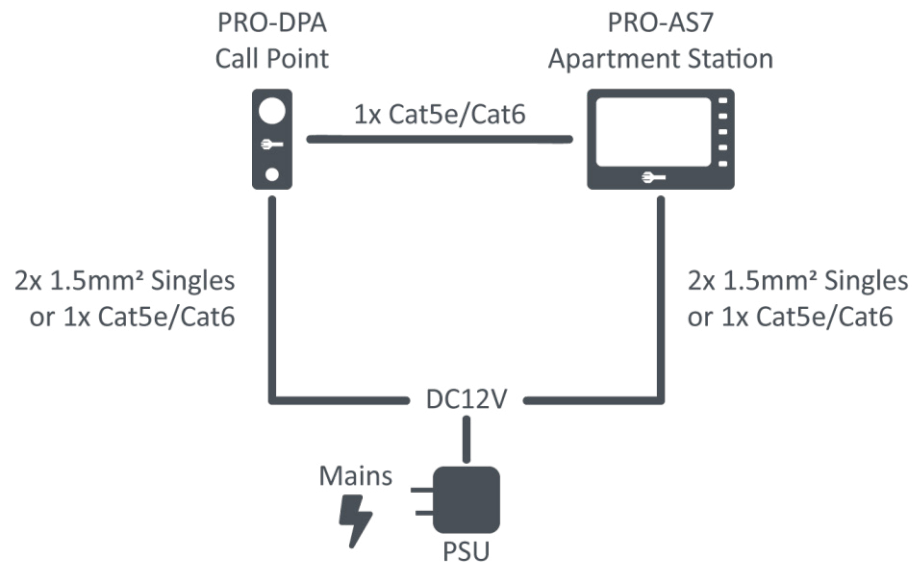 PRO-DPA
Call Point
PRO-AS7
Apartment Station
1x Cat5e/Cat6
2x 1.5mm² Singles
or 1x Cat5e/Cat6
2x 1.5mm² Singles
or 1x Cat5e/Cat6
DC12V
Mains
PSU